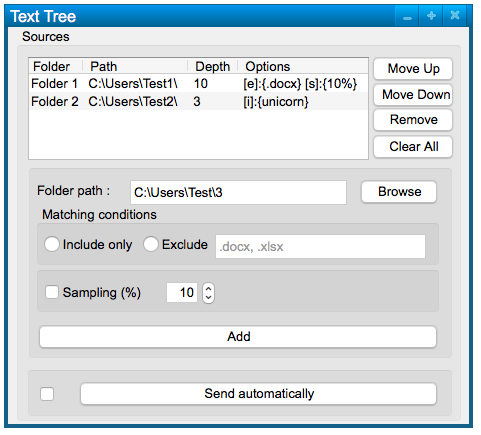 Text Tree
Sources
Folder Path Depth Options
Folder 1 C:\Users\Test1\ 10 [e]:{.docx} [s]:{10%}
Folder 2 C:\Users\Test2\ 3 [i]:{unicorn}
Move Up
Move Down
Remove
Clear All
Folder path : C:\Users\Test\3 Browse
Matching conditions
Include only Exclude .docx, .xlsx
Sampling (%) 10
Add
Send automatically